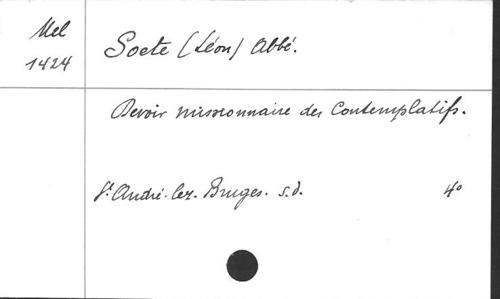 Mel
1424
Soete (Léon) Abbé.
Devoir missionnaire des Contemplatifs.
St. André-lez-Bruges. s.d. 4°